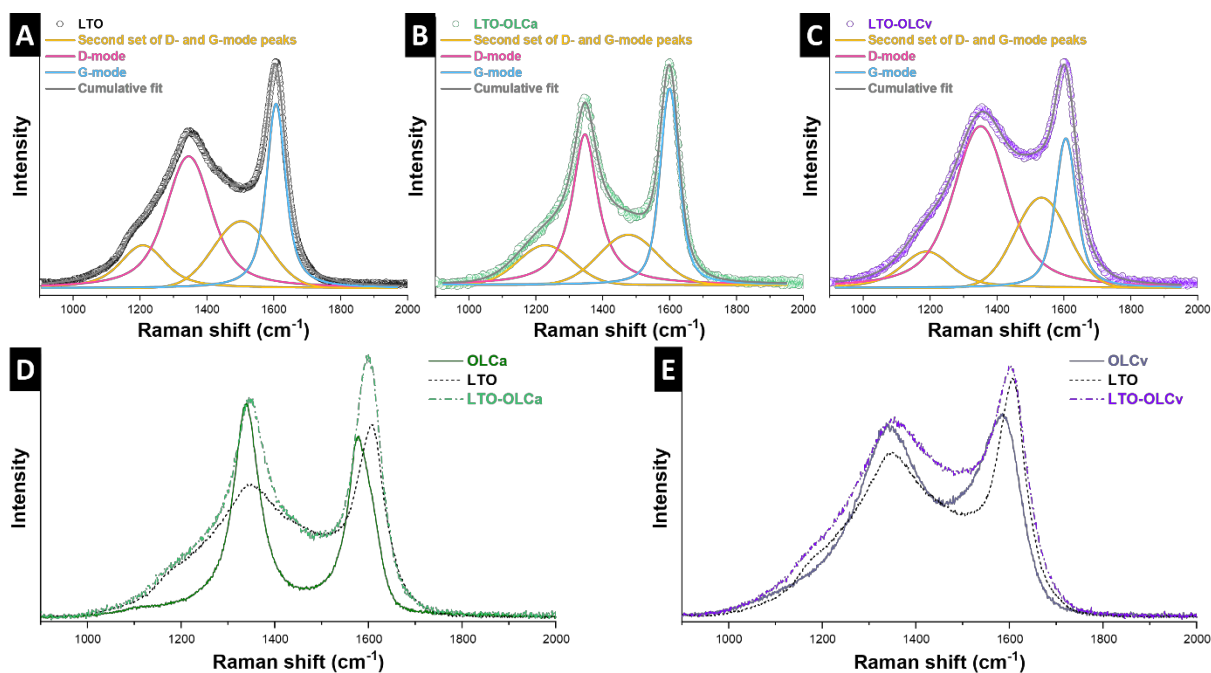 A
LTO
Second set of D- and G-mode peaks
D-mode
G-mode
Cumulative fit
Intensity
1000 1200 1400 1600 1800 2000
Raman shift (cm⁻¹)
B
LTO-OLCa
Second set of D- and G-mode peaks
D-mode
G-mode
Cumulative fit
Intensity
1000 1200 1400 1600 1800 2000
Raman shift (cm⁻¹)
C
LTO-OLCv
Second set of D- and G-mode peaks
D-mode
G-mode
Cumulative fit
Intensity
1000 1200 1400 1600 1800 2000
Raman shift (cm⁻¹)
D
OLCa
LTO
LTO-OLCa
Intensity
1000 1200 1400 1600 1800 2000
Raman shift (cm⁻¹)
E
OLCv
LTO
LTO-OLCv
Intensity
1000 1200 1400 1600 1800 2000
Raman shift (cm⁻¹)